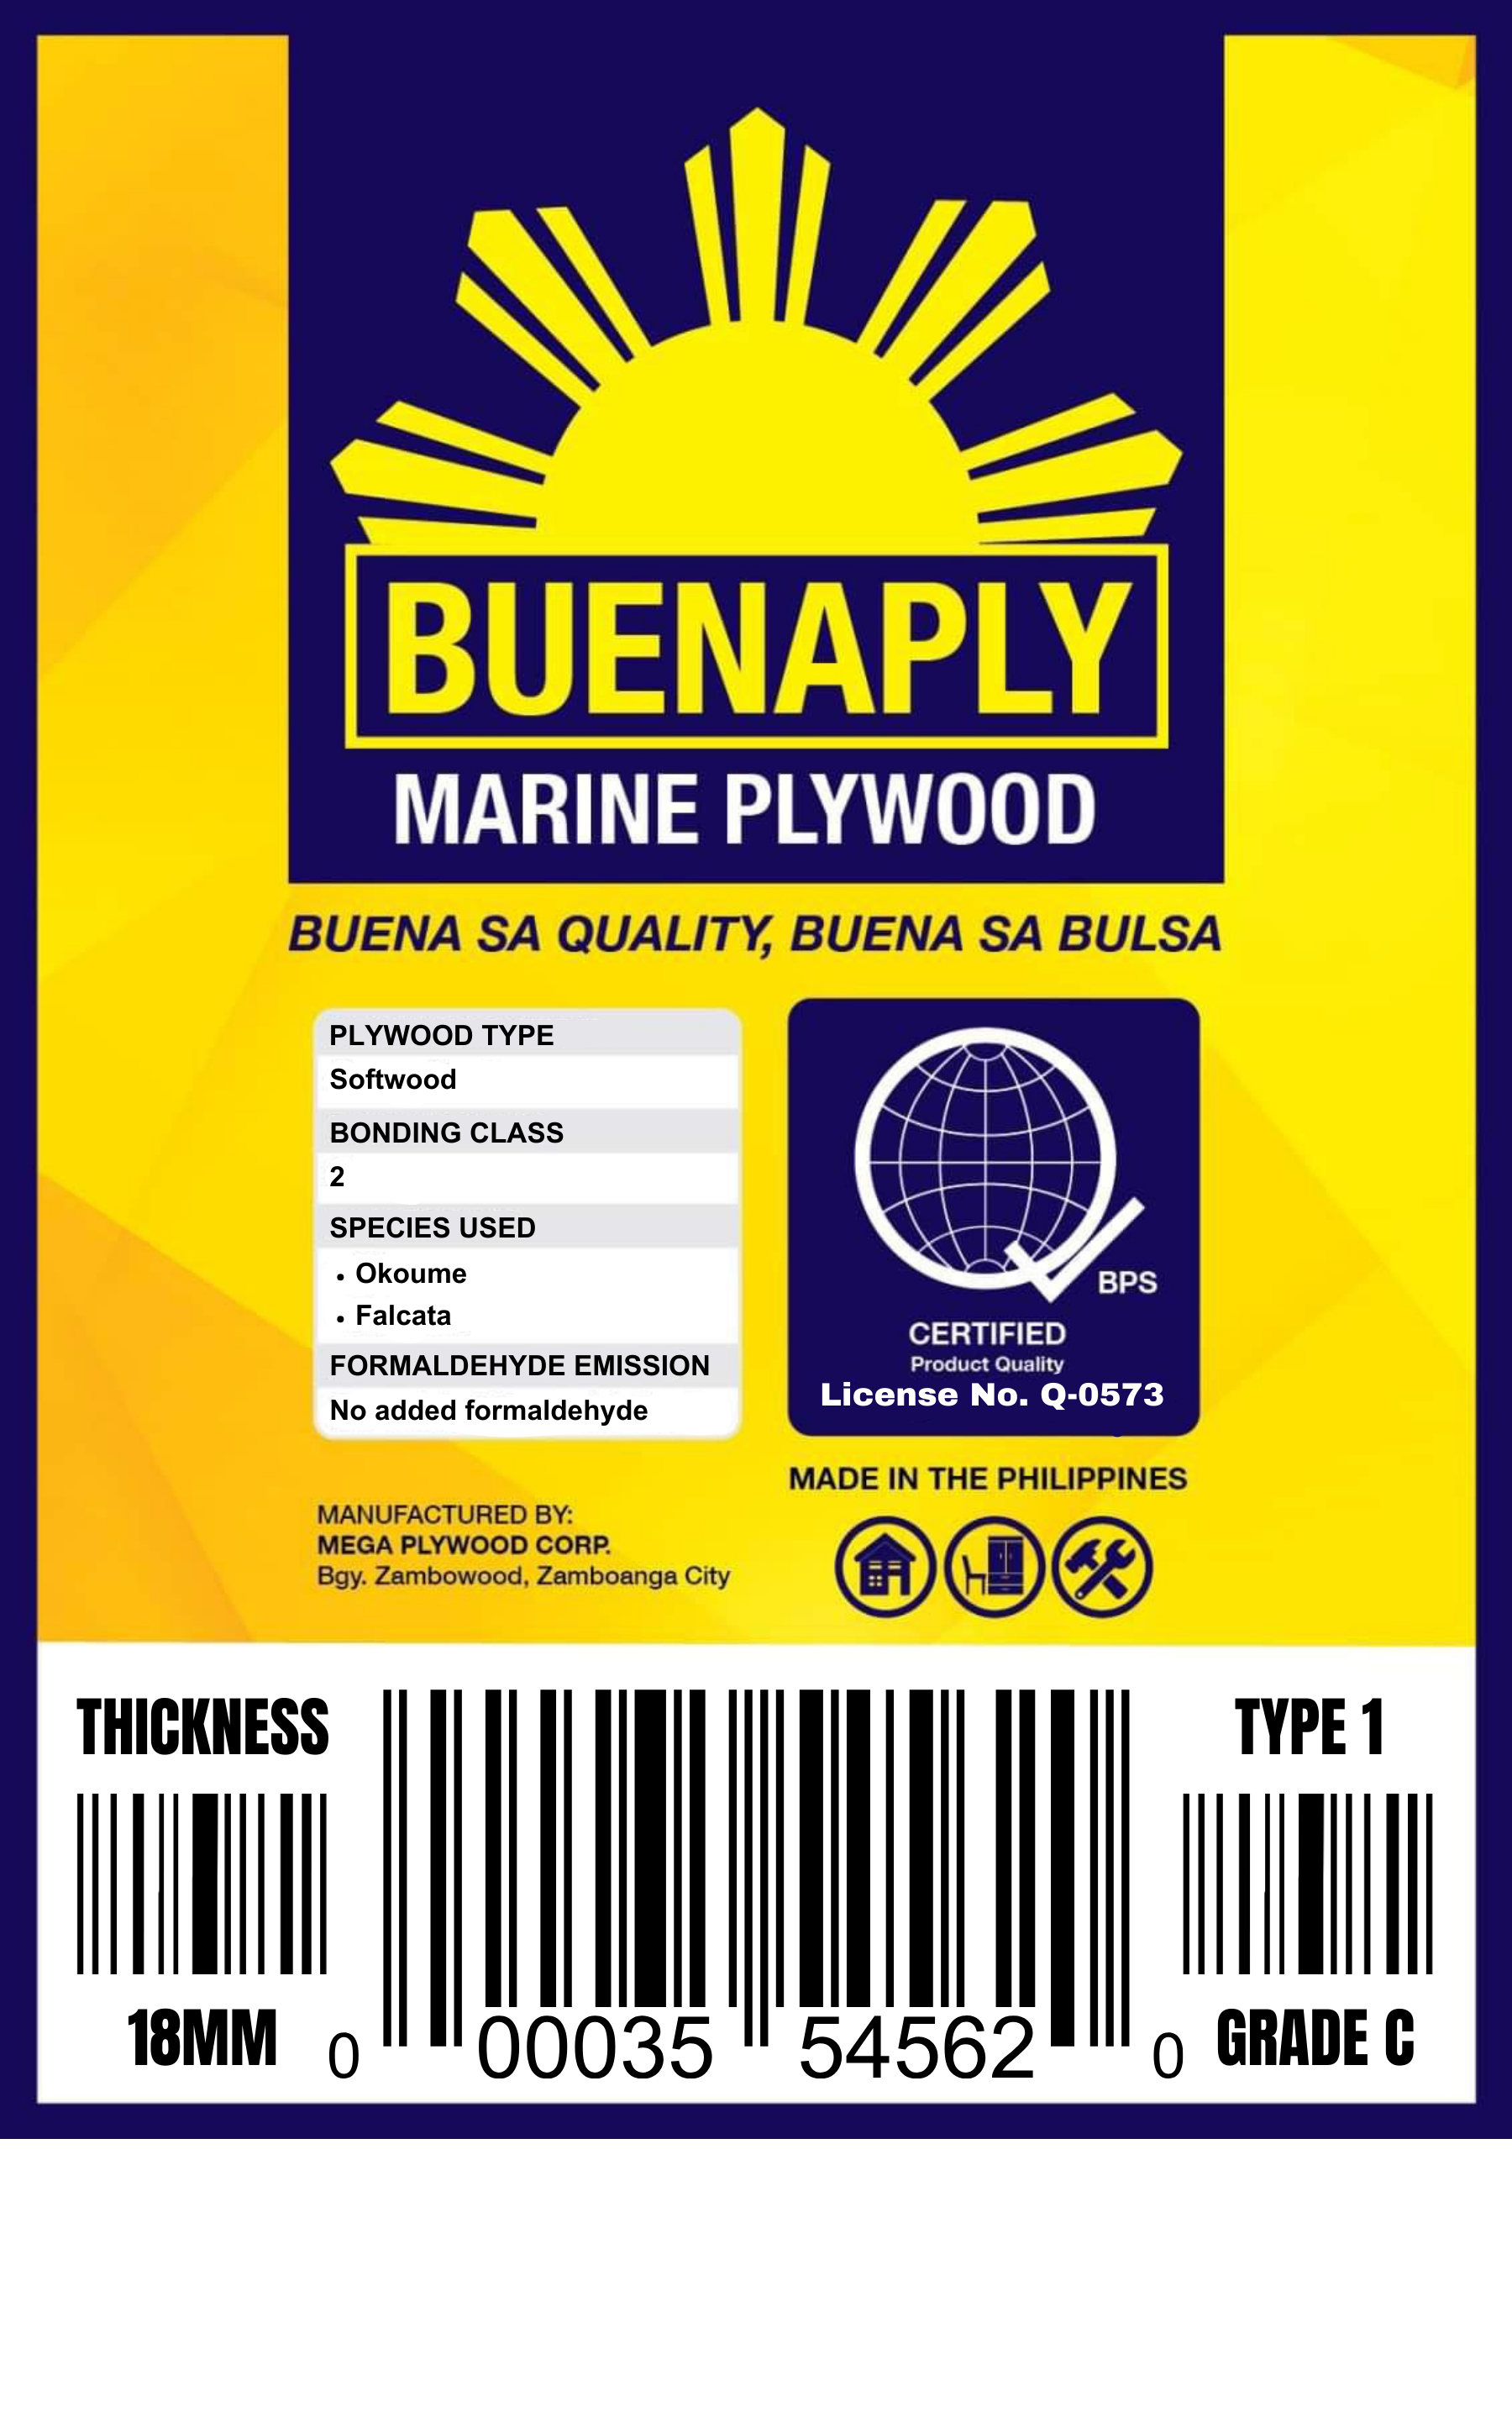 BUENAPLY
MARINE PLYWOOD
BUENA SA QUALITY, BUENA SA BULSA
PLYWOOD TYPE
Softwood
BONDING CLASS
2
SPECIES USED
• Okoume
• Falcata
FORMALDEHYDE EMISSION
No added formaldehyde
BPS
CERTIFIED
Product Quality
License No. Q-0573
MADE IN THE PHILIPPINES
MANUFACTURED BY:
MEGA PLYWOOD CORP.
Bgy. Zambowood, Zamboanga City
THICKNESS
18MM
0 00035 54562 0
TYPE 1
GRADE C